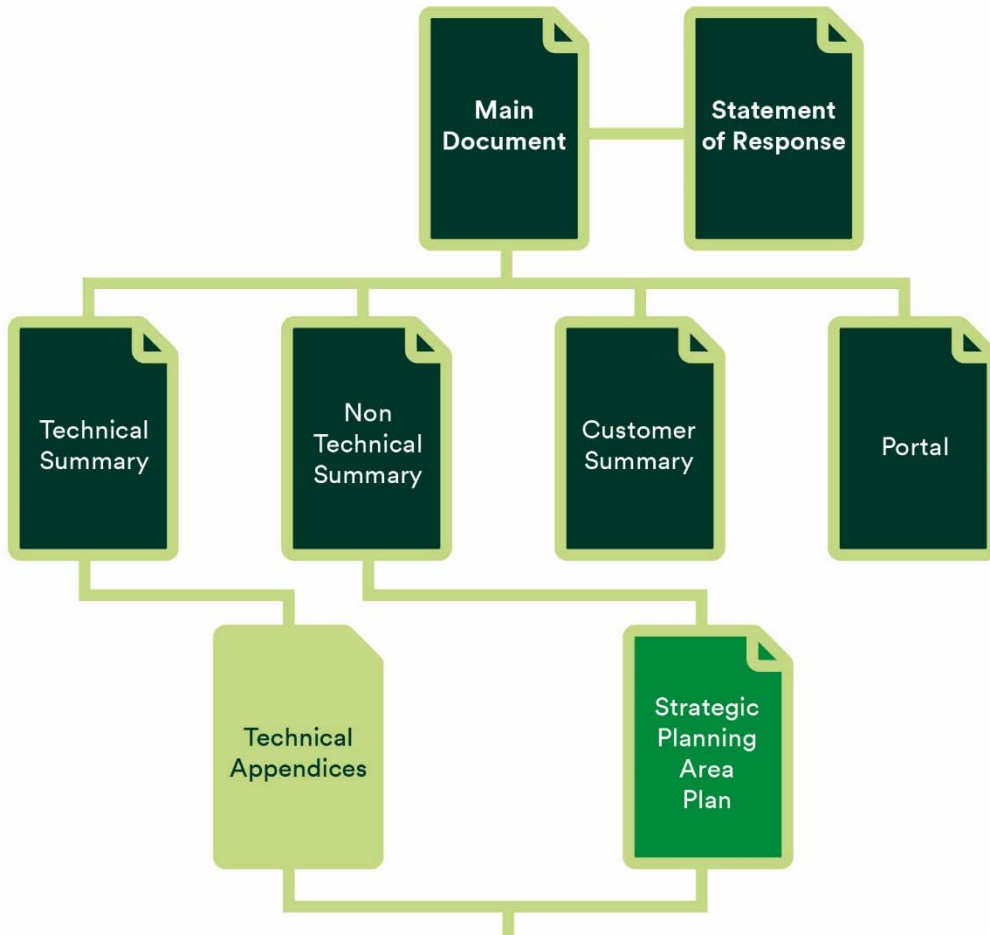 Main
Document
Statement
of Response
Technical
Summary
Non
Technical
Summary
Customer
Summary
Portal
Technical
Appendices
Strategic
Planning
Area
Plan